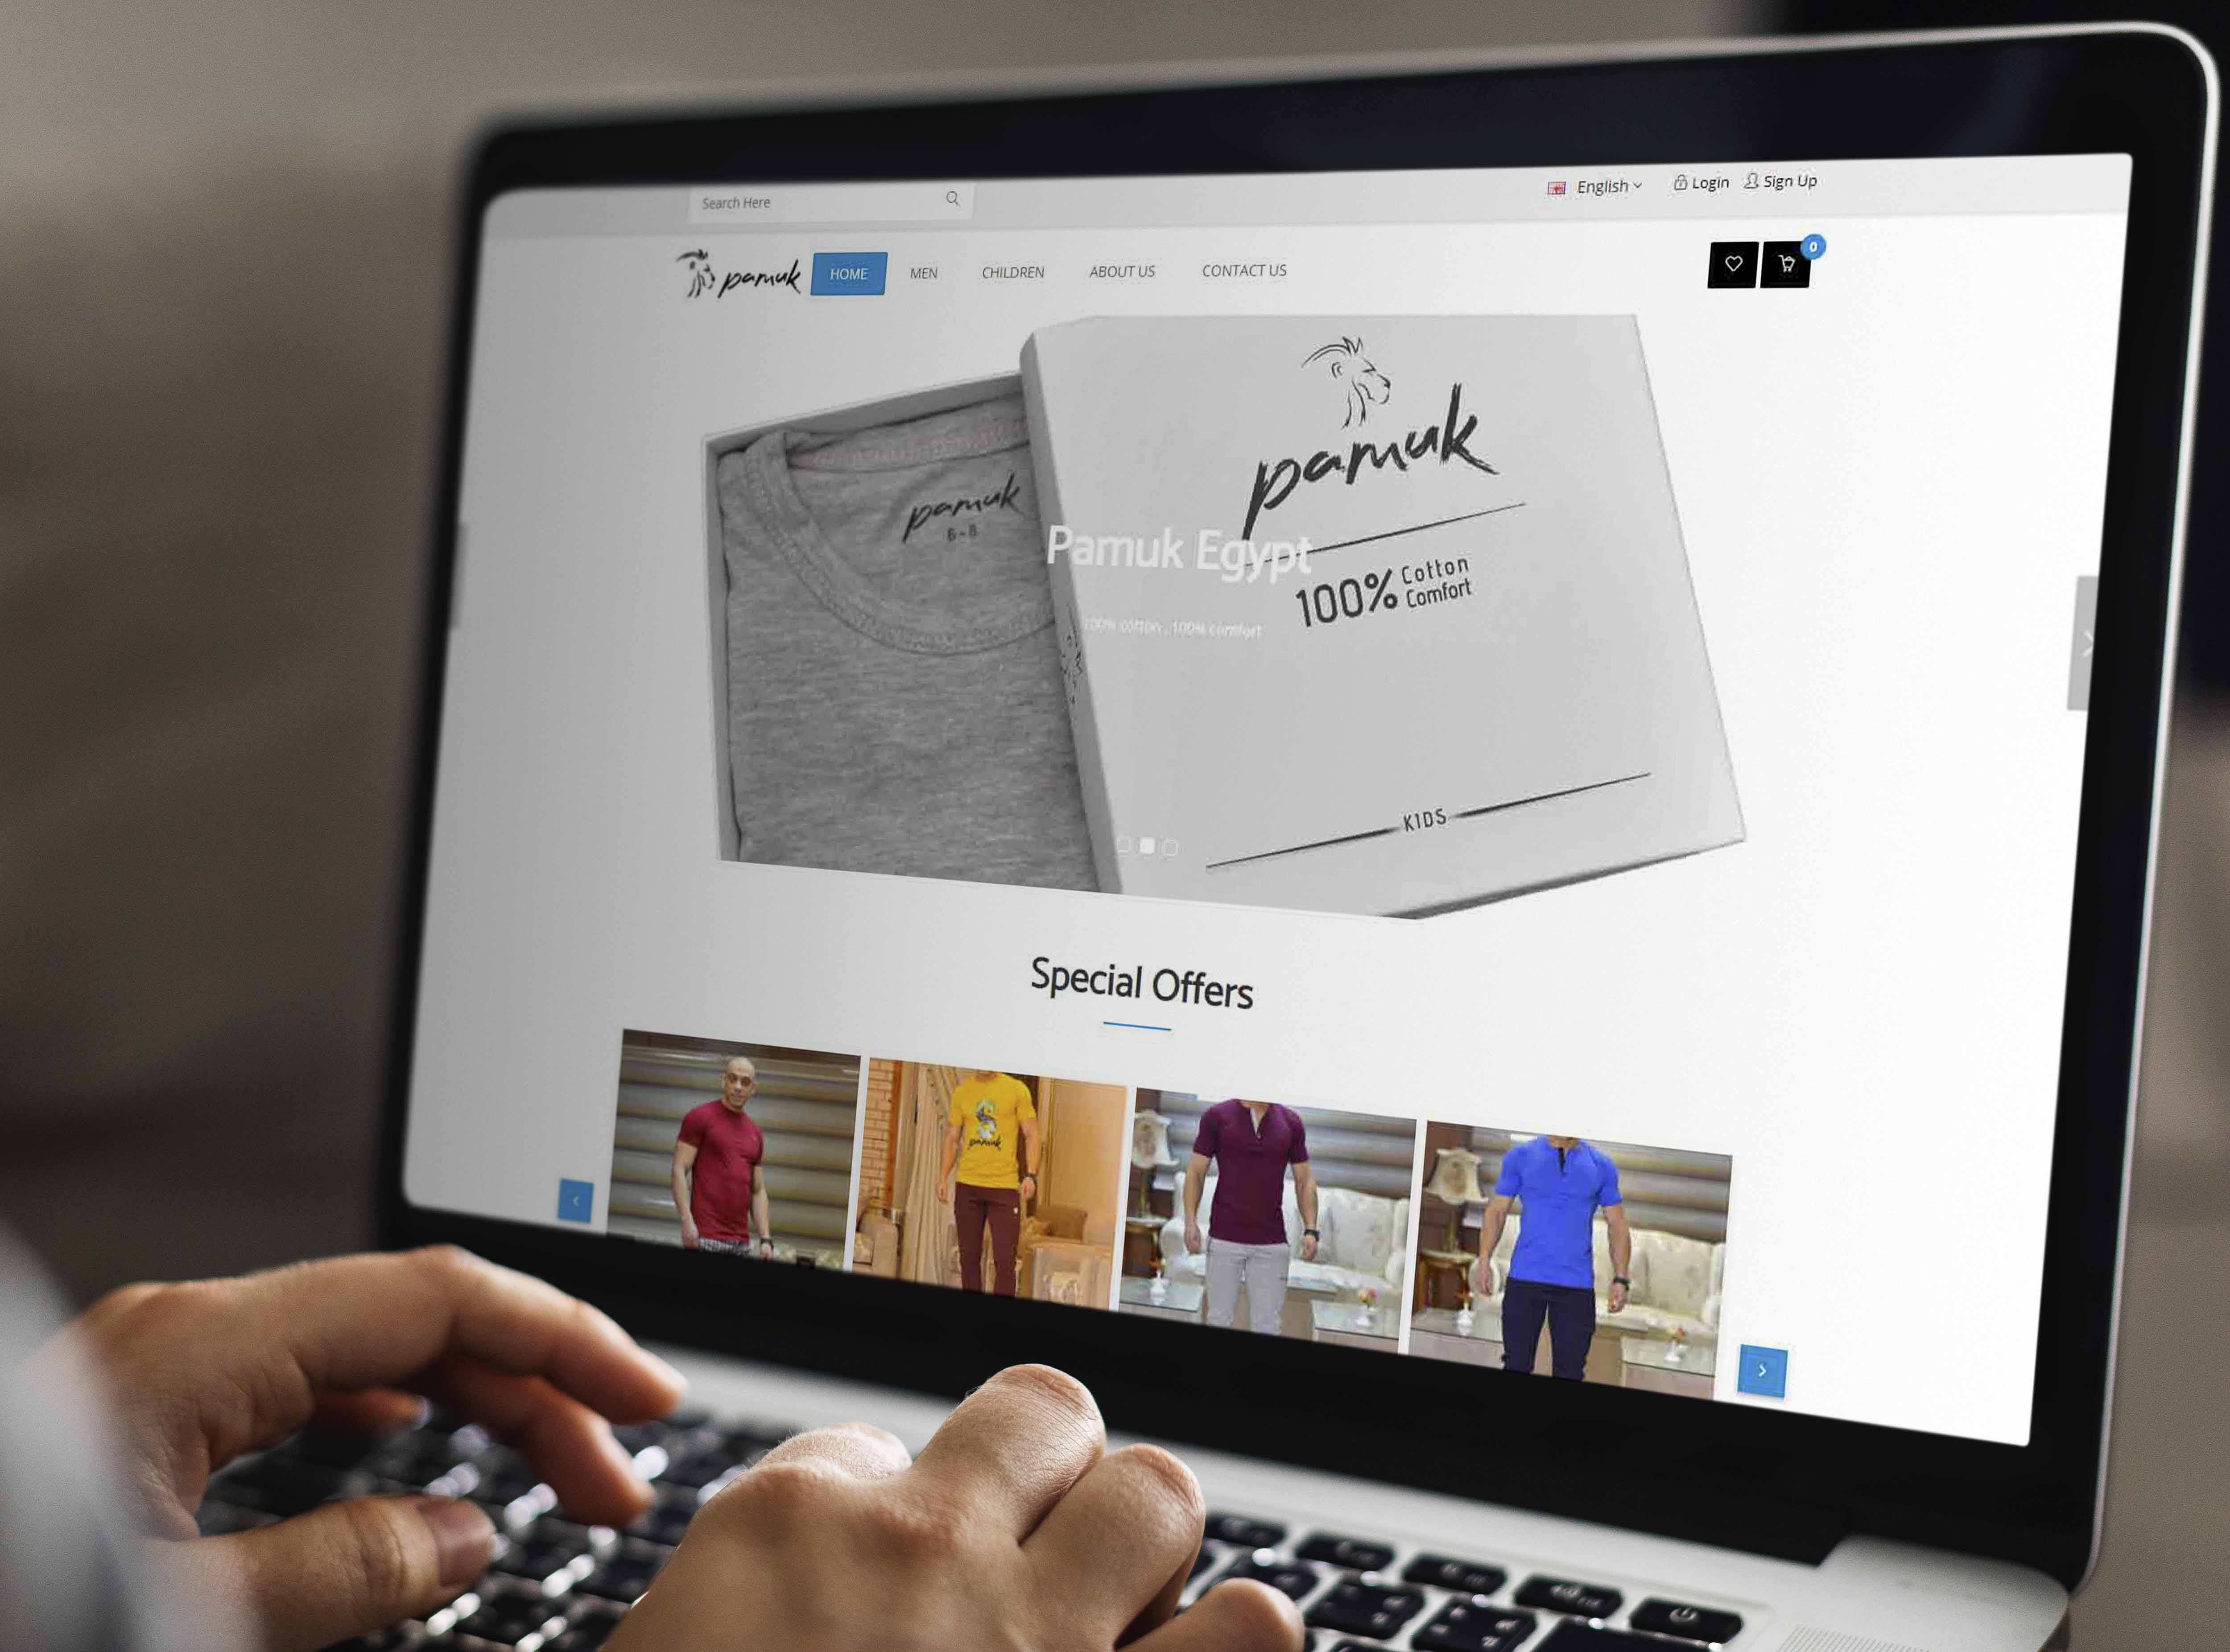 Search Here
English
Login
Sign Up
pamuk
HOME
MEN
CHILDREN
ABOUT US
CONTACT US
0
pamuk
6-8
pamuk
100% Cotton
Comfort
KIDS
Pamuk Egypt
100% cotton , 100% comfort
Special Offers
pamuk